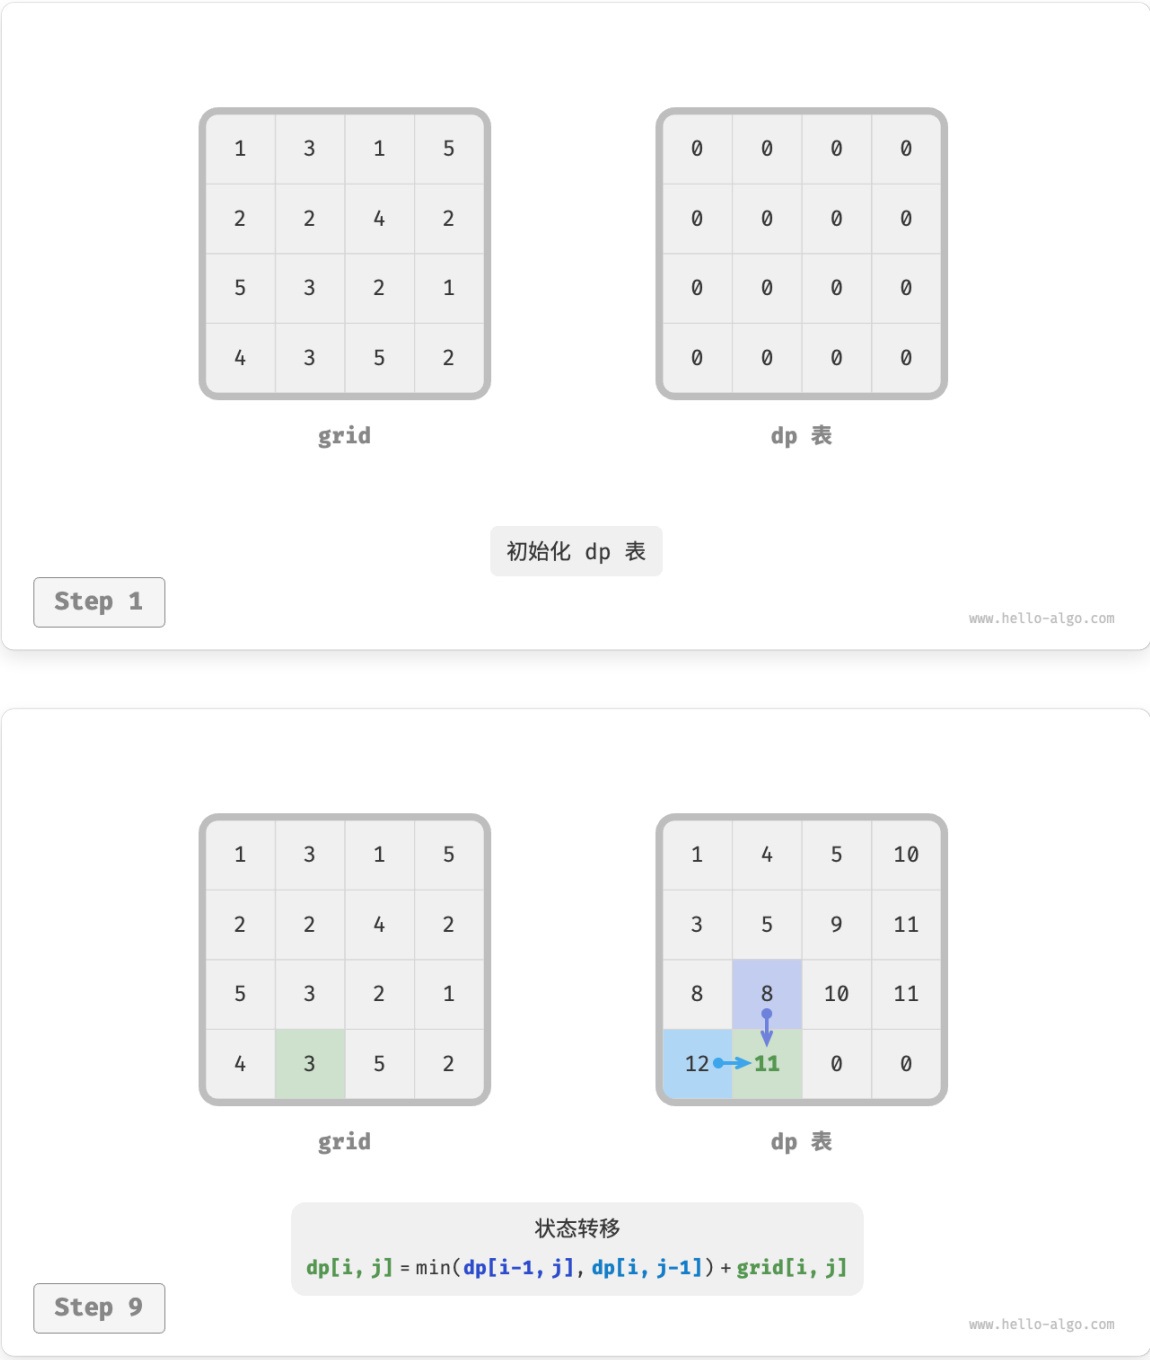 1 3 1 5
2 2 4 2
5 3 2 1
4 3 5 2
grid
0 0 0 0
0 0 0 0
0 0 0 0
0 0 0 0
dp 表
初始化 dp 表
Step 1
www.hello-algo.com
1 3 1 5
2 2 4 2
5 3 2 1
4 3 5 2
grid
1 4 5 10
3 5 9 11
8 8 10 11
12 11 0 0
dp 表
状态转移
dp[i, j] = min(dp[i-1, j], dp[i, j-1]) + grid[i, j]
Step 9
www.hello-algo.com